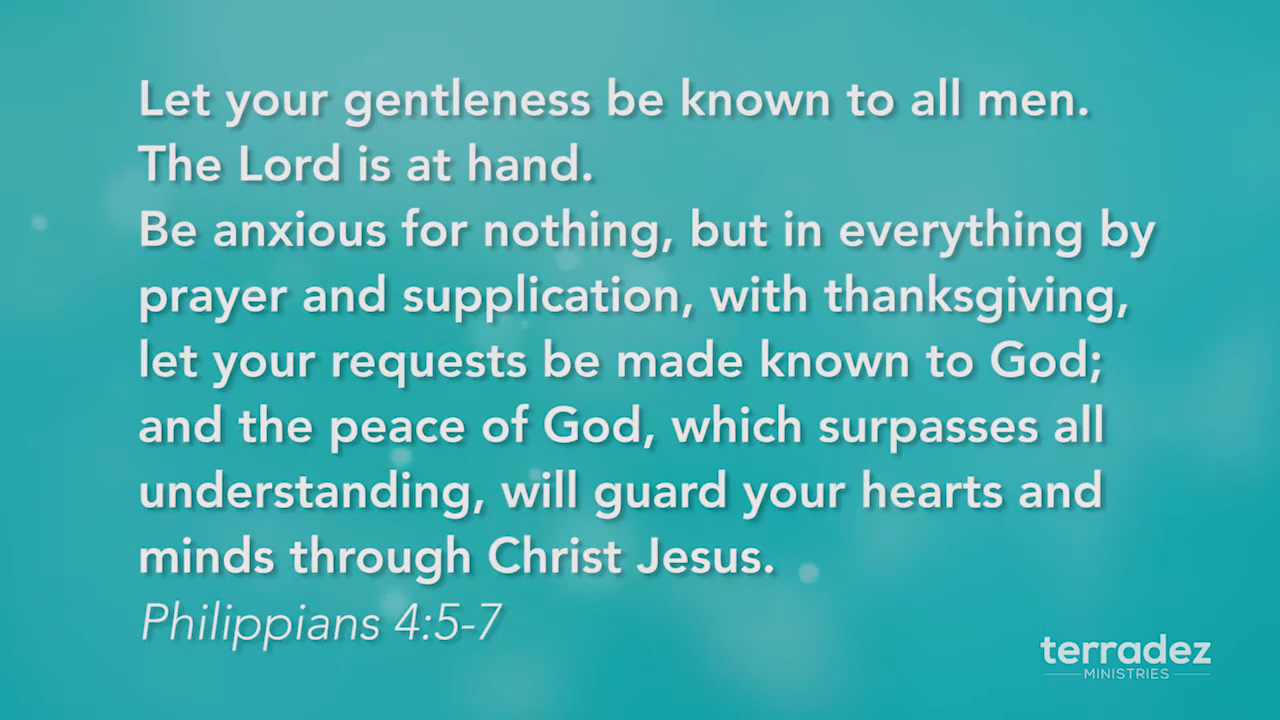 Let your gentleness be known to all men.
The Lord is at hand.
Be anxious for nothing, but in everything by
prayer and supplication, with thanksgiving,
let your requests be made known to God;
and the peace of God, which surpasses all
understanding, will guard your hearts and
minds through Christ Jesus.
Philippians 4:5-7
terradez
MINISTRIES